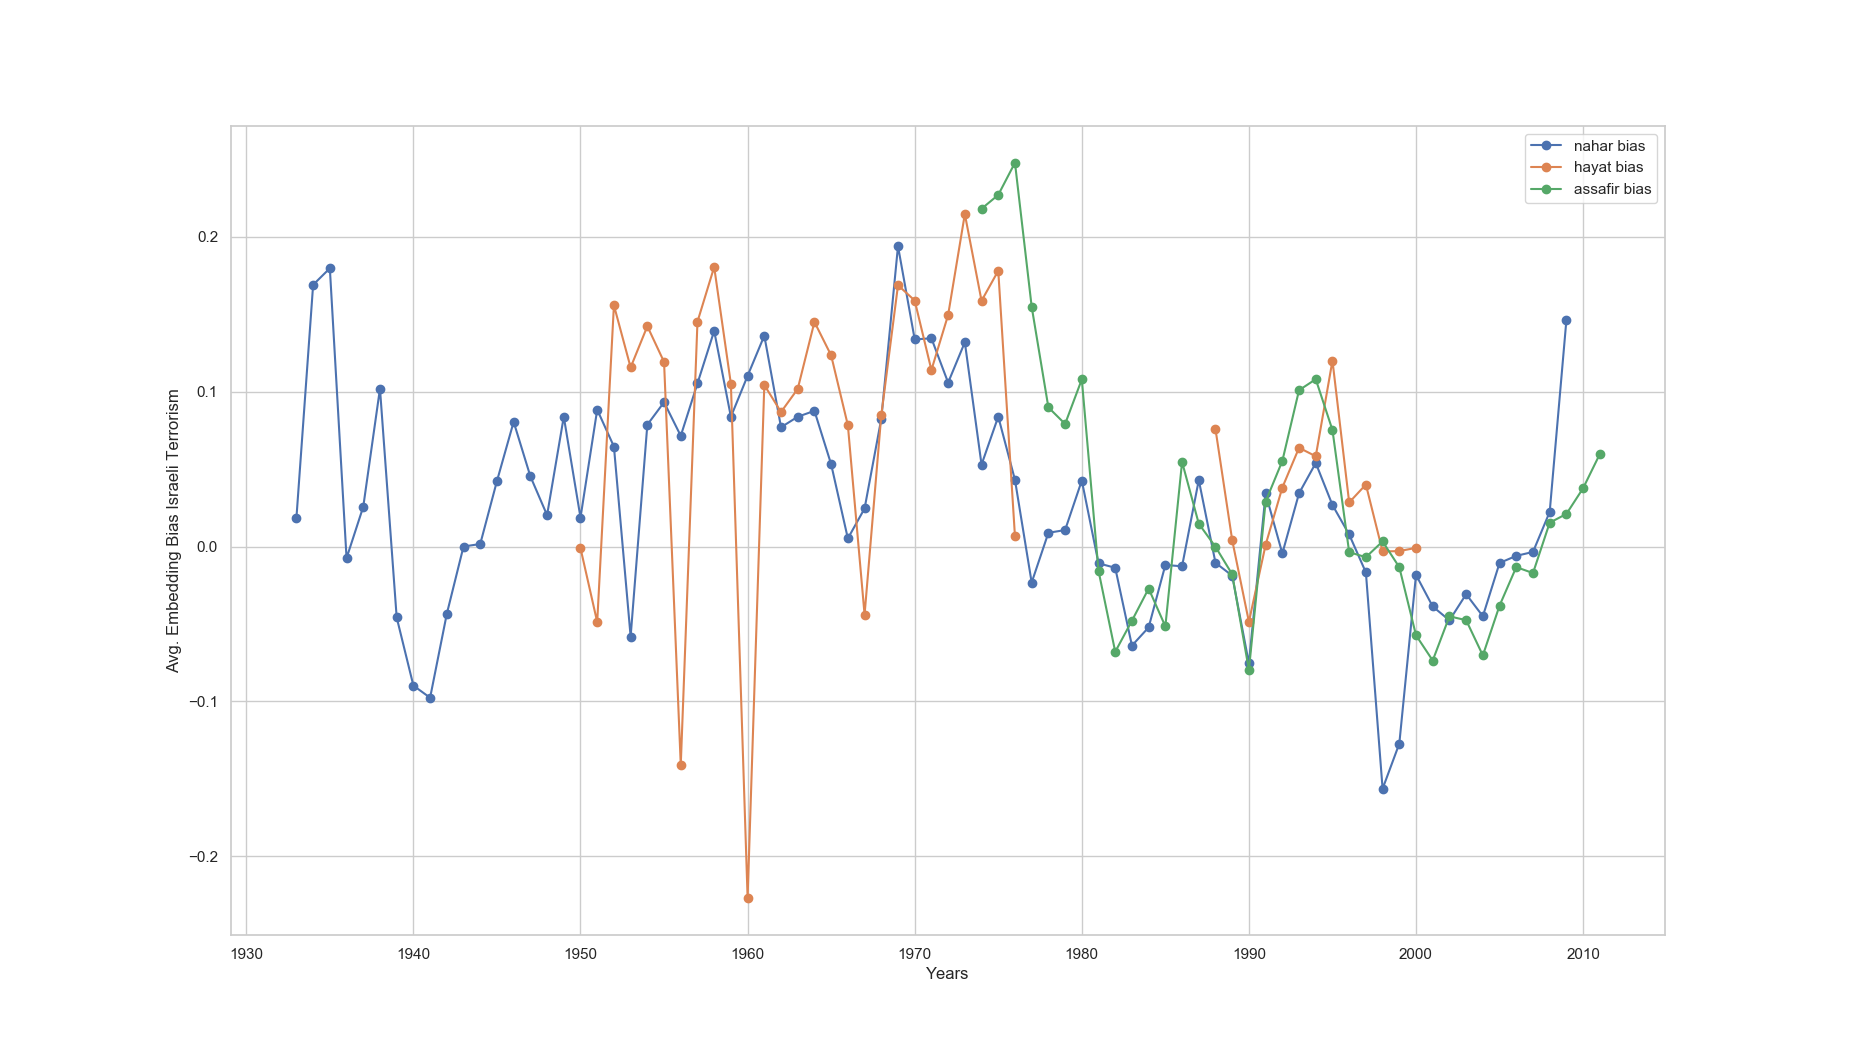 nahar bias
hayat bias
assafir bias
Avg. Embedding Bias Israeli Terrorism
0.2
0.1
0.0
−0.1
−0.2
1930 1940 1950 1960 1970 1980 1990 2000 2010
Years